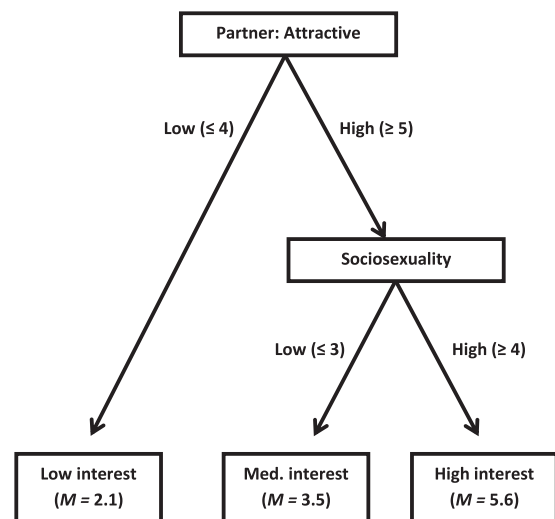 Partner: Attractive
Low (≤ 4)
High (≥ 5)
Sociosexuality
Low (≤ 3)
High (≥ 4)
Low interest
(M = 2.1)
Med. interest
(M = 3.5)
High interest
(M = 5.6)